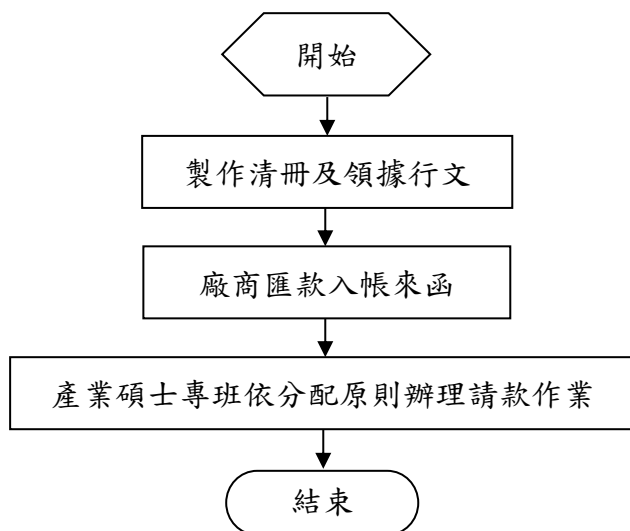 開始
製作清冊及領據行文
廠商匯款入帳來函
產業碩士專班依分配原則辦理請款作業
結束